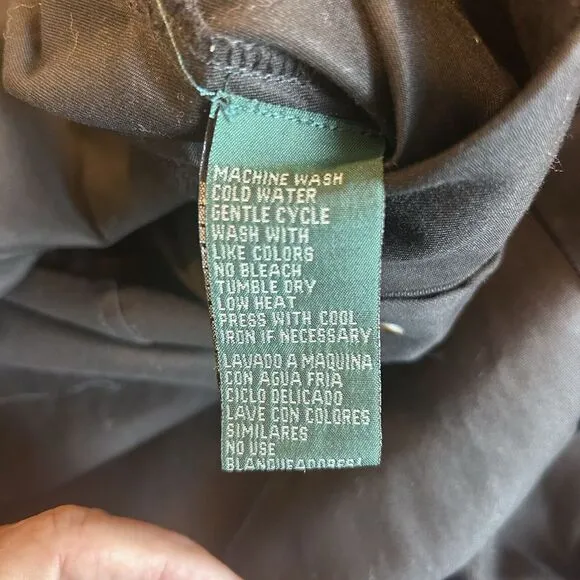 MACHINE WASH
COLD WATER
GENTLE CYCLE
WASH WITH
LIKE COLORS
NO BLEACH
TUMBLE DRY
LOW HEAT
PRESS WITH COOL
IRON IF NECESSARY
LAVADO A MAQUINA
CON AGUA FRIA
CICLO DELICADO
LAVE CON COLORES
SIMILARES
NO USE
BLANQUEADORES!